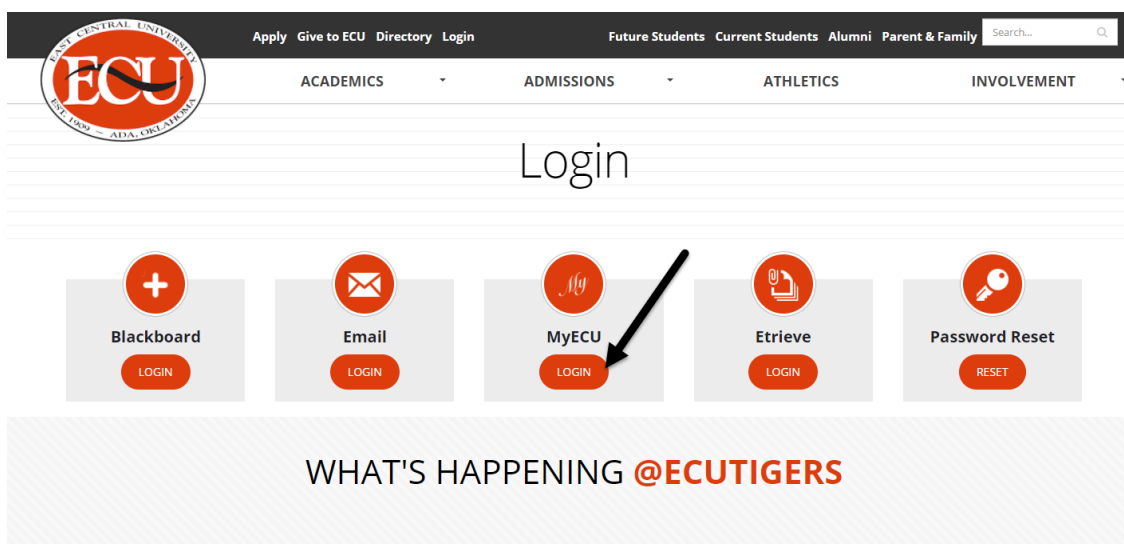 EAST CENTRAL UNIVERSITY
ECU
EST. 1909 ~ ADA, OKLAHOMA
Apply Give to ECU Directory Login Future Students Current Students Alumni Parent & Family Search...
ACADEMICS ADMISSIONS ATHLETICS INVOLVEMENT
Login
My
Blackboard Email MyECU Etrieve Password Reset
LOGIN LOGIN LOGIN LOGIN RESET
WHAT'S HAPPENING @ECUTIGERS